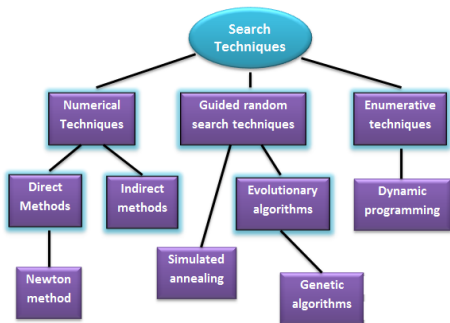 Search
Techniques
Numerical
Techniques
Guided random
search techniques
Enumerative
techniques
Direct
Methods
Indirect
methods
Evolutionary
algorithms
Dynamic
programming
Simulated
annealing
Newton
method
Genetic
algorithms